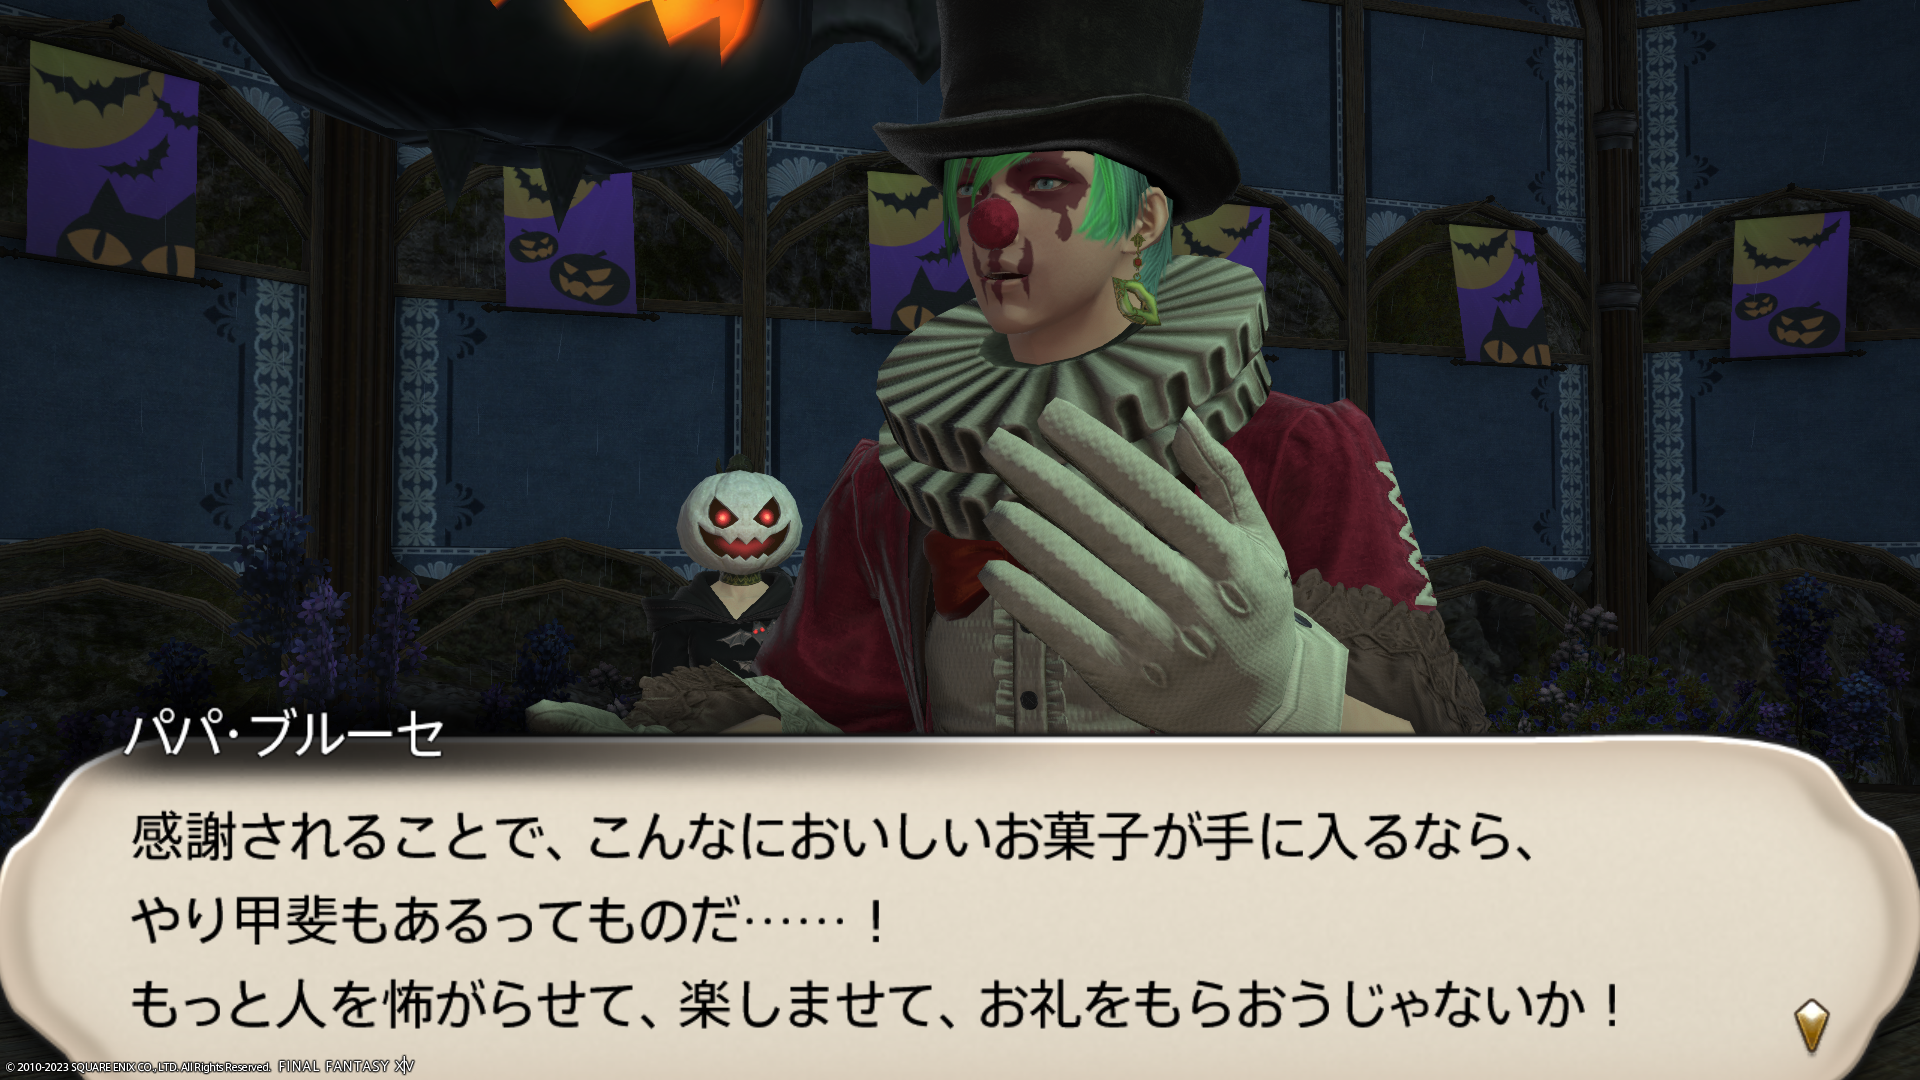 パパ・ブルーセ
感謝されることで、こんなにおいしいお菓子が手に入るなら、
やり甲斐もあるってものだ……！
もっと人を怖がらせて、楽しませて、お礼をもらおうじゃないか！
© 2010-2023 SQUARE ENIX CO., LTD. All Rights Reserved. FINAL FANTASY XIV